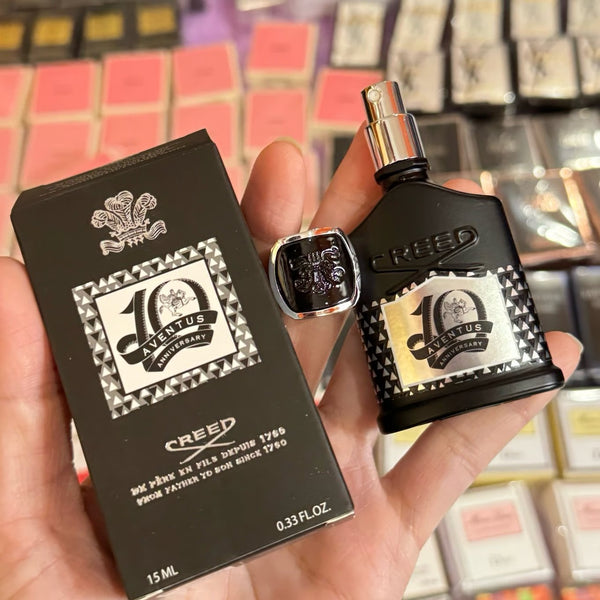 10
AVENTUS
ANNIVERSARY
CREED
DE PÈRE EN FILS DEPUIS 1766
FROM FATHER TO SON SINCE 1760
15 ML
0.33 FL.OZ.
CREED
10
AVENTUS
ANNIVERSARY